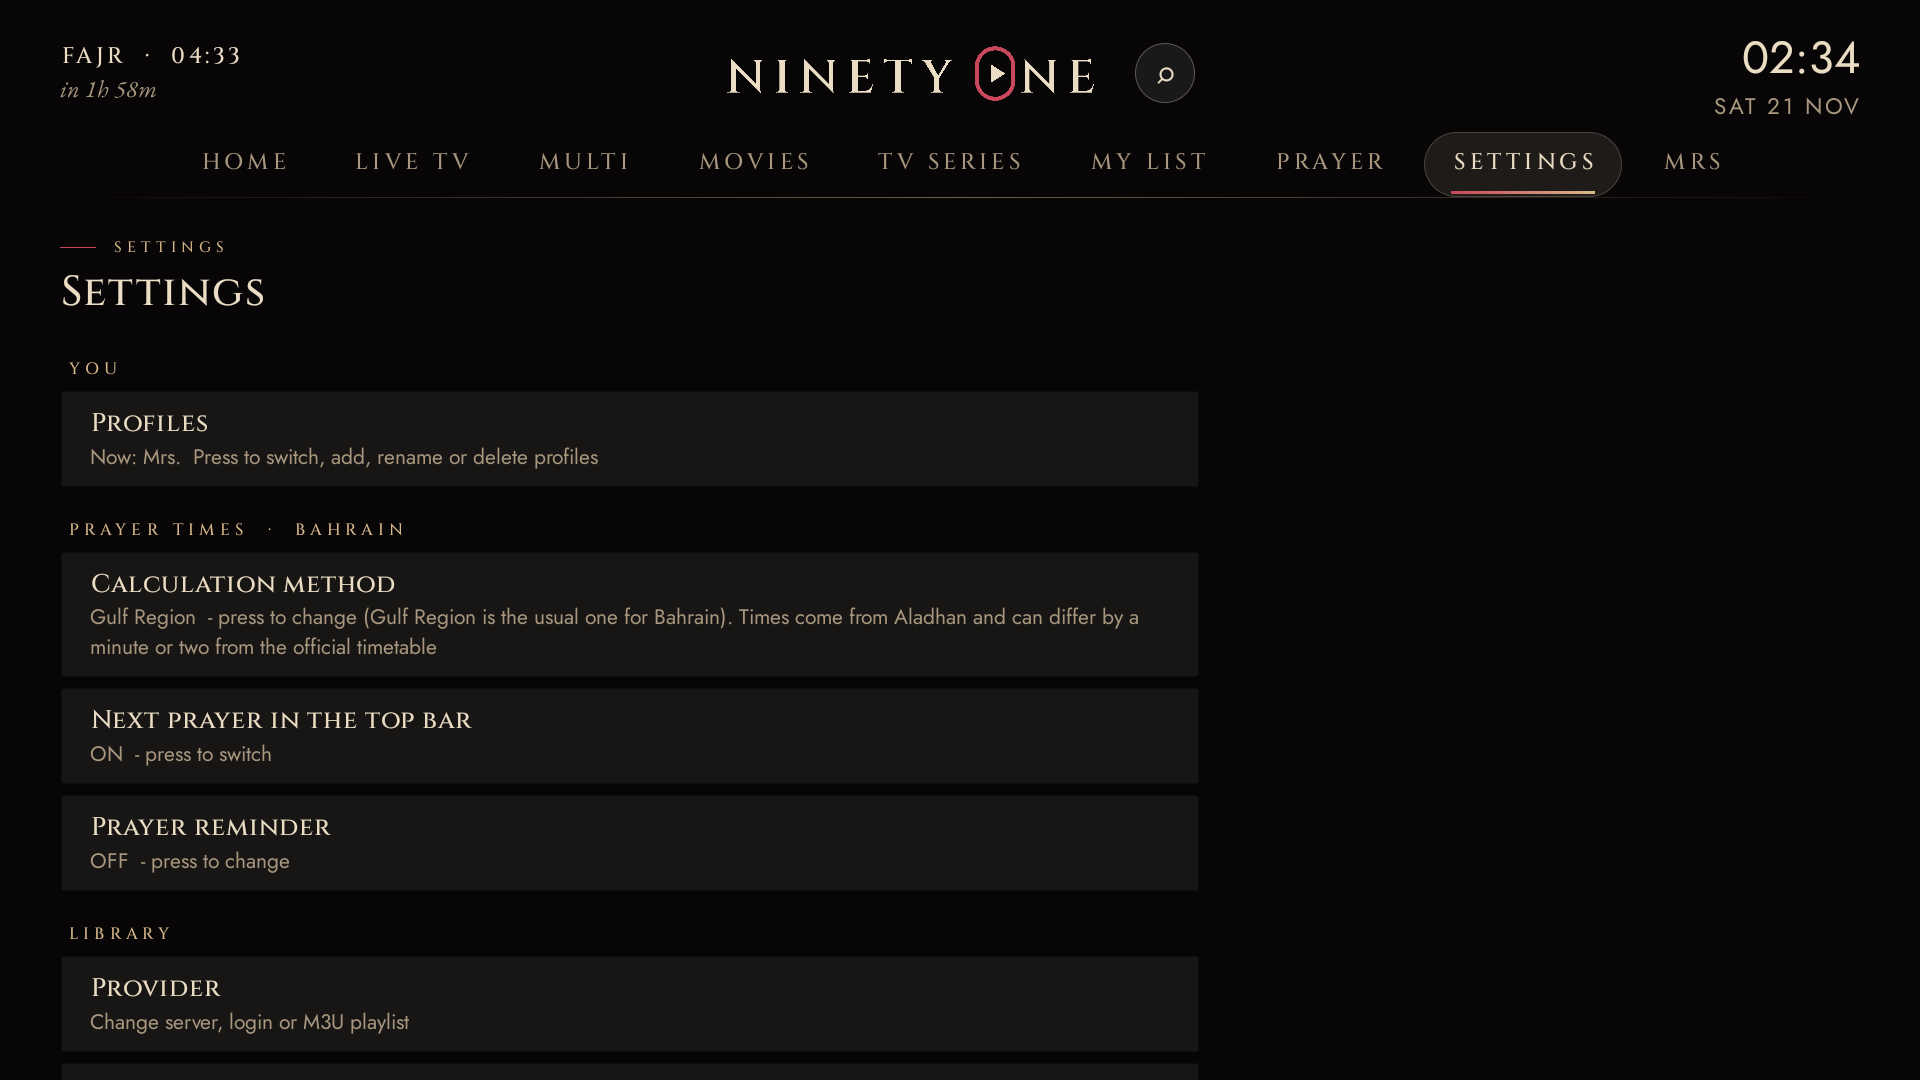 FAJR · 04:33
in 1h 58m
NINETY ONE
02:34
SAT 21 NOV
HOME LIVE TV MULTI MOVIES TV SERIES MY LIST PRAYER SETTINGS MRS
SETTINGS
Settings
YOU
Profiles
Now: Mrs. Press to switch, add, rename or delete profiles
PRAYER TIMES · BAHRAIN
Calculation method
Gulf Region - press to change (Gulf Region is the usual one for Bahrain). Times come from Aladhan and can differ by a
minute or two from the official timetable
Next prayer in the top bar
ON - press to switch
Prayer reminder
OFF - press to change
LIBRARY
Provider
Change server, login or M3U playlist